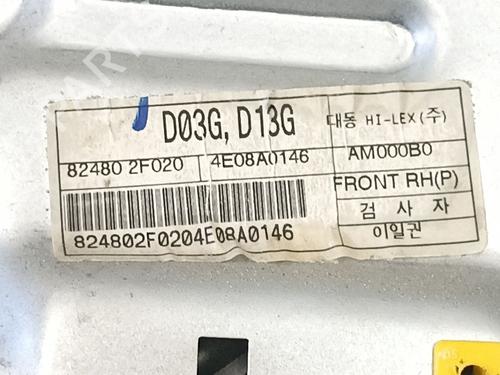 D03G, D13G 대동 HI-LEX (주)
82480 2F020 4E08A0146 AM000B0
FRONT RH(P)
검 사 자
824802F0204E08A0146 이일권